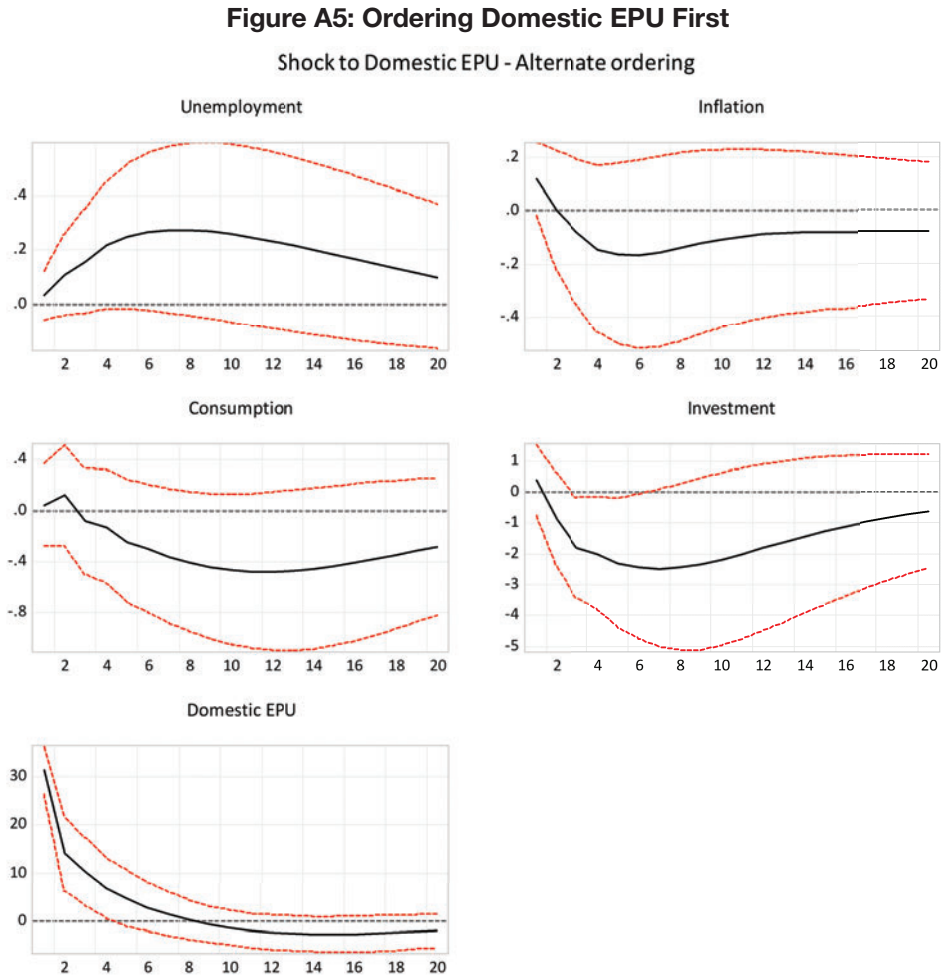 Figure A5: Ordering Domestic EPU First
Shock to Domestic EPU - Alternate ordering
Unemployment
.4
.2
.0
2 4 6 8 10 12 14 16 18 20
Inflation
.2
.0
-.2
-.4
2 4 6 8 10 12 14 16 18 20
Consumption
.4
.0
-.4
-.8
2 4 6 8 10 12 14 16 18 20
Investment
1
0
-1
-2
-3
-4
-5
2 4 6 8 10 12 14 16 18 20
Domestic EPU
30
20
10
0
2 4 6 8 10 12 14 16 18 20